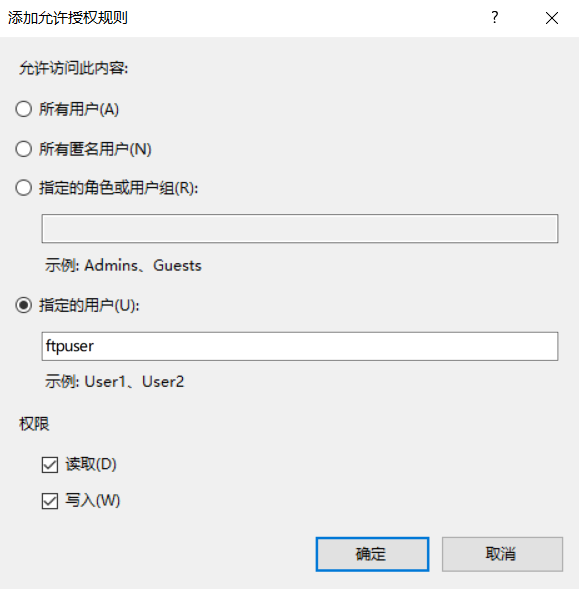 添加允许授权规则
?
允许访问此内容:
所有用户(A)
所有匿名用户(N)
指定的角色或用户组(R):
示例: Admins、Guests
指定的用户(U):
ftpuser
示例: User1、User2
权限
读取(D)
写入(W)
确定 取消